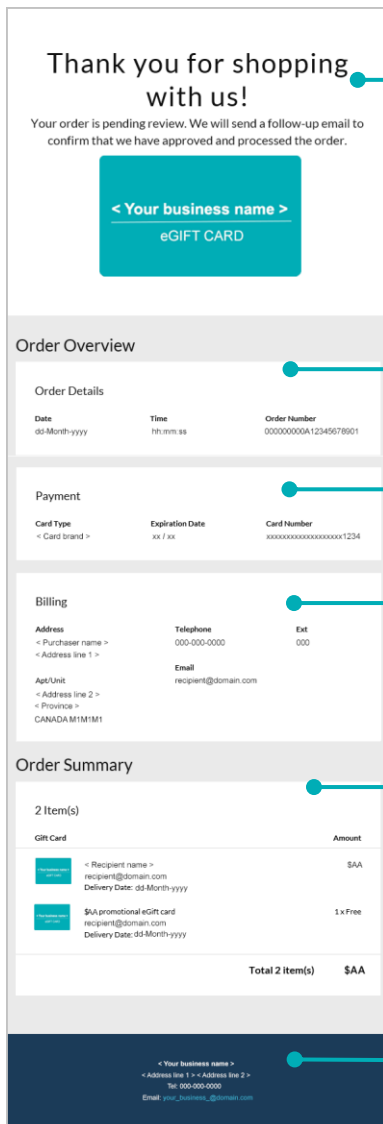 Thank you for shopping
with us!
Your order is pending review. We will send a follow-up email to
confirm that we have approved and processed the order.
< Your business name >
eGIFT CARD
Order Overview
Order Details
Date Time Order Number
dd-Month-yyyy hh:mm:ss 000000000A12345678901
Payment
Card Type Expiration Date Card Number
< Card brand > xx / xx xxxxxxxxxxxxxxxxxxx1234
Billing
Address Telephone Ext
< Purchaser name > 000-000-0000 000
< Address line 1 >
Email
Apt/Unit recipient@domain.com
< Address line 2 >
< Province >
CANADA M1M1M1
Order Summary
2 Item(s)
Gift Card Amount
< Recipient name > $AA
recipient@domain.com
Delivery Date: dd-Month-yyyy
$AA promotional eGift card 1 x Free
recipient@domain.com
Delivery Date: dd-Month-yyyy
Total 2 item(s) $AA
< Your business name >
< Address line 1 > < Address line 2 >
Tel: 000-000-0000
Email: your_business_@domain.com